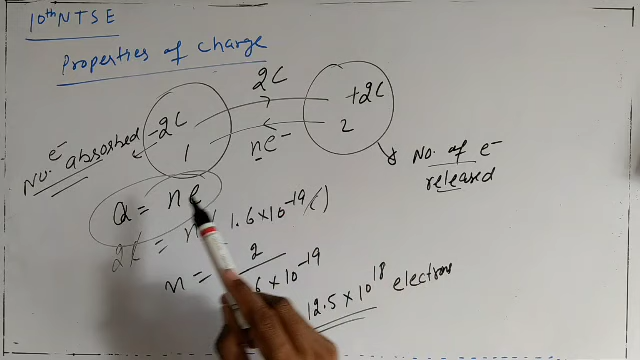 10th NTSE
Properties of Charge
2C
-2C
1
+2C
2
ne-
No. e- absorbed
No. of e-
released
Q = ne
2C = n 1.6×10-19 C
n = 2
6×10-19
12.5×1018 electrons